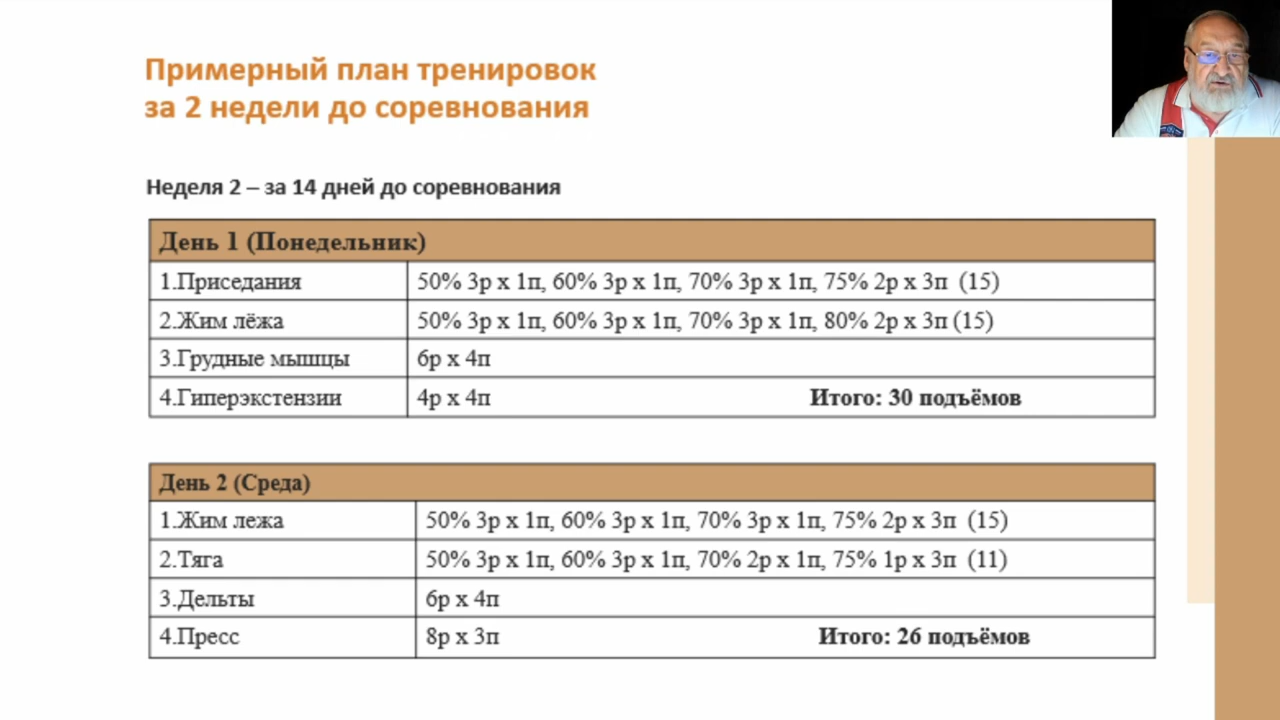 Примерный план тренировок
за 2 недели до соревнования
Неделя 2 – за 14 дней до соревнования
День 1 (Понедельник)
1.Приседания 50% 3р х 1п, 60% 3р х 1п, 70% 3р х 1п, 75% 2р х 3п (15)
2.Жим лёжа 50% 3р х 1п, 60% 3р х 1п, 70% 3р х 1п, 80% 2р х 3п (15)
3.Грудные мышцы 6р х 4п
4.Гиперэкстензии 4р х 4п Итого: 30 подъёмов
День 2 (Среда)
1.Жим лежа 50% 3р х 1п, 60% 3р х 1п, 70% 3р х 1п, 75% 2р х 3п (15)
2.Тяга 50% 3р х 1п, 60% 3р х 1п, 70% 2р х 1п, 75% 1р х 3п (11)
3.Дельты 6р х 4п
4.Пресс 8р х 3п Итого: 26 подъёмов